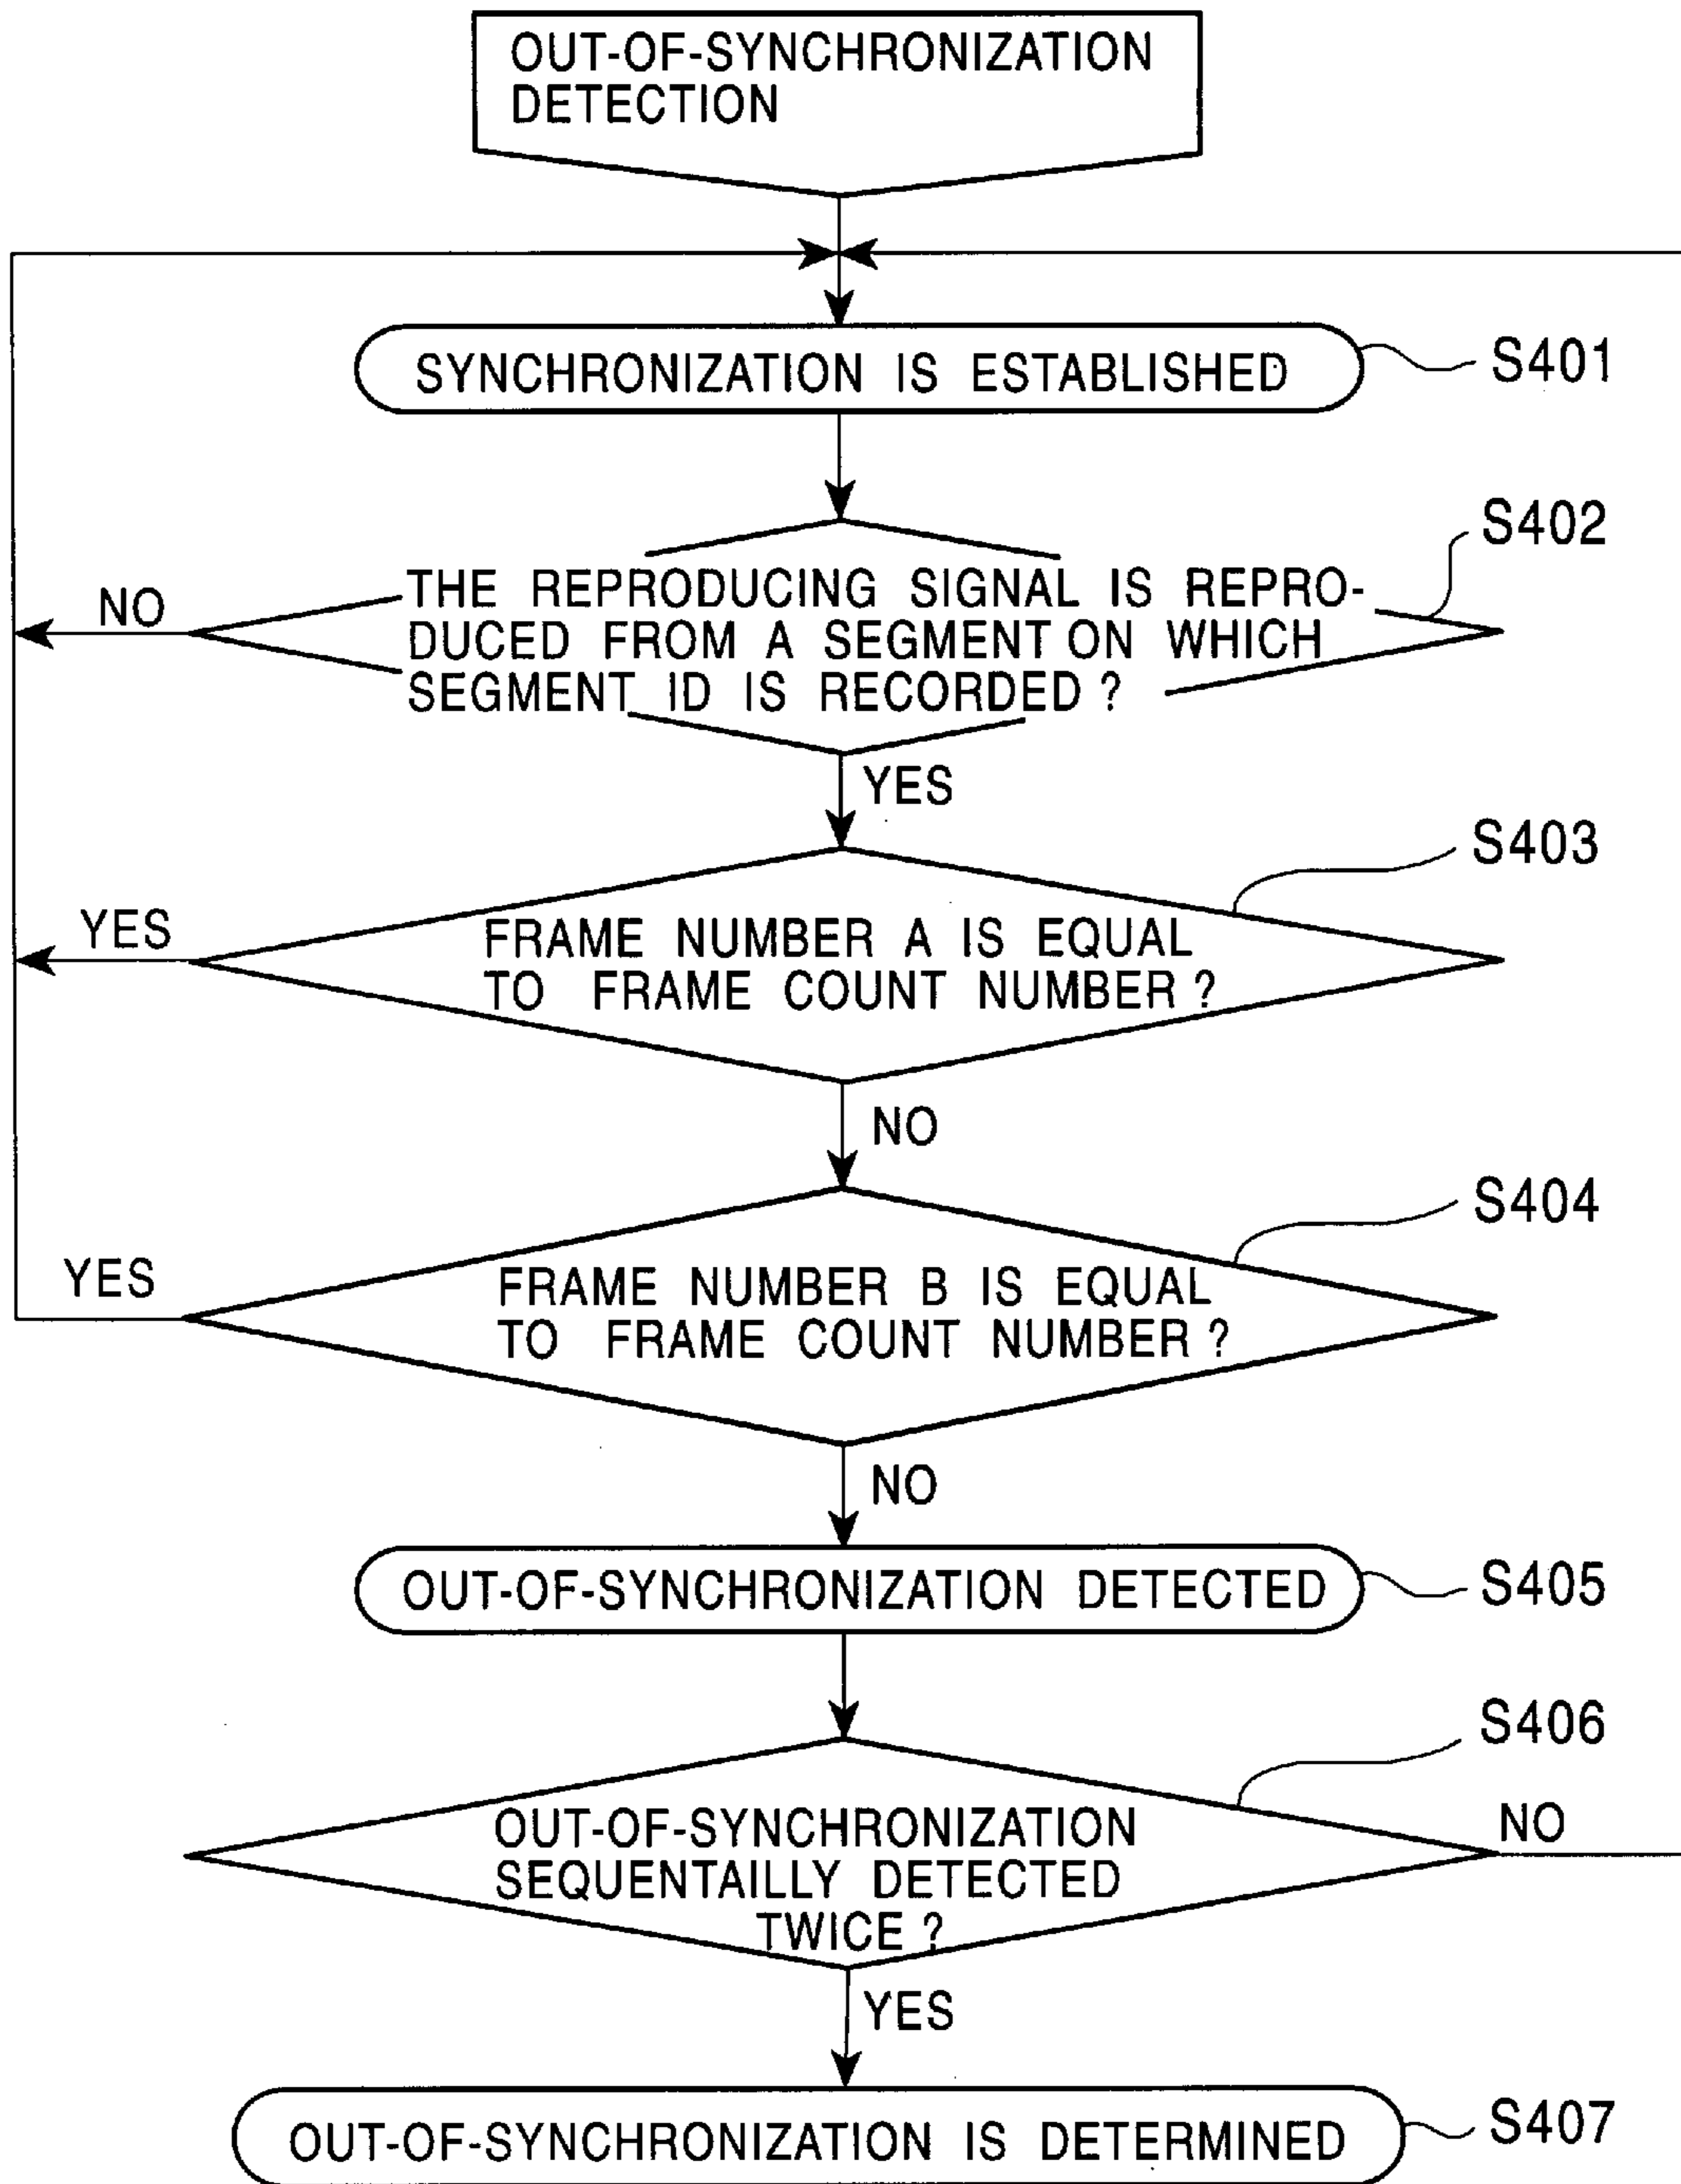 OUT-OF-SYNCHRONIZATION
DETECTION
SYNCHRONIZATION IS ESTABLISHED
S401
S402
NO
THE REPRODUCING SIGNAL IS REPRO-
DUCED FROM A SEGMENT ON WHICH
SEGMENT ID IS RECORDED ?
YES
S403
YES
FRAME NUMBER A IS EQUAL
TO FRAME COUNT NUMBER ?
NO
S404
YES
FRAME NUMBER B IS EQUAL
TO FRAME COUNT NUMBER ?
NO
OUT-OF-SYNCHRONIZATION DETECTED
S405
S406
OUT-OF-SYNCHRONIZATION
SEQUENTAILLY DETECTED
TWICE ?
NO
YES
OUT-OF-SYNCHRONIZATION IS DETERMINED
S407